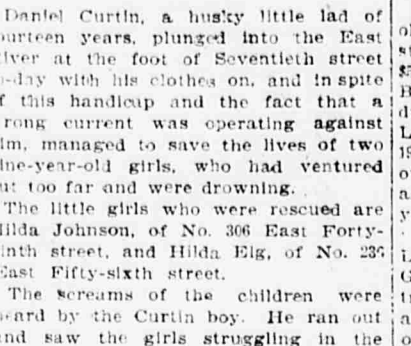 Daniel Curtin, a husky little lad of
ourteen years, plunged into the East
iver at the foot of Seventieth street
o-day with his clothes on, and in spite
f this handicap and the fact that a
rong current was operating against
im, managed to save the lives of two
ine-year-old girls, who had ventured
ut too far and were drowning.
The little girls who were rescued are
ilda Johnson, of No. 306 East Forty-
inth street, and Hilda Elg, of No. 236
East Fifty-sixth street.
The screams of the children were
eard by the Curtin boy. He ran out
nd saw the girls struggling in the